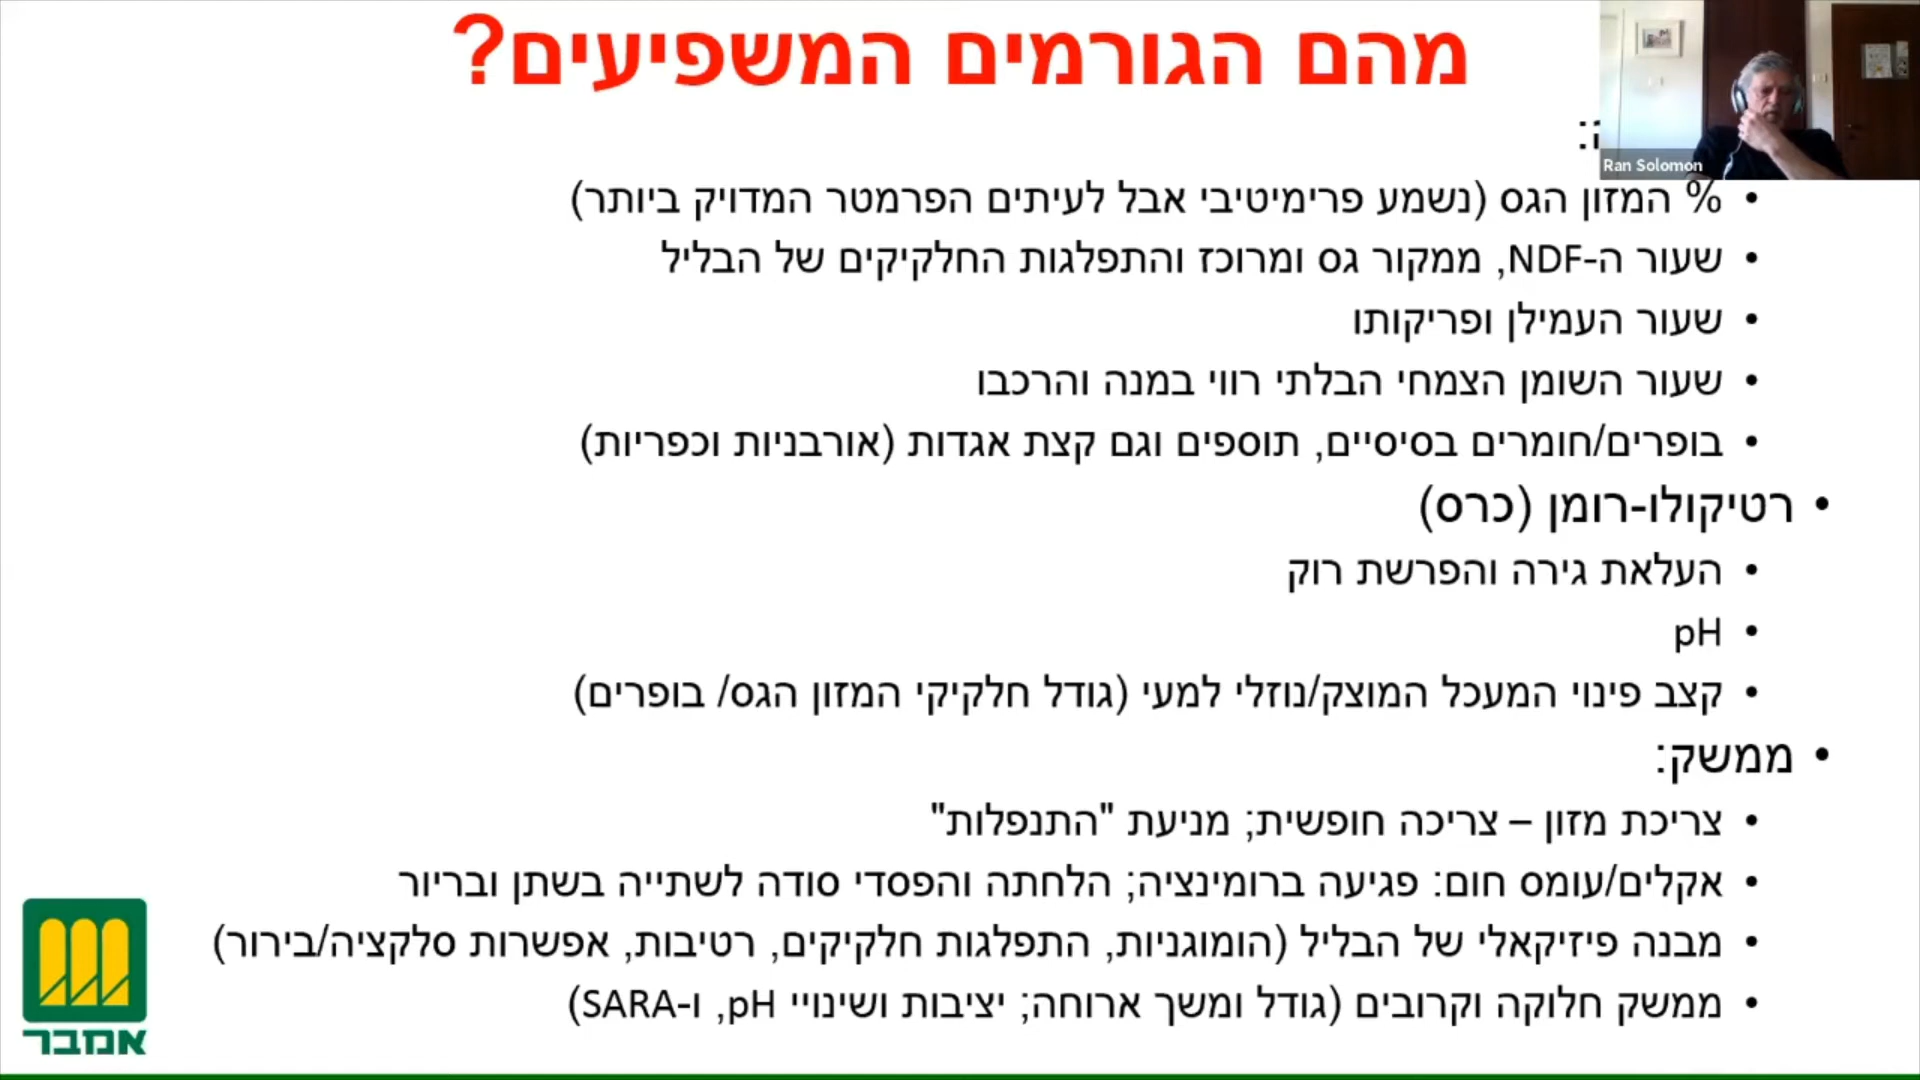 מהם הגורמים המשפיעים?
Ran Solomon
% המזון הגס (נשמע פרימיטיבי אבל לעיתים הפרמטר המדויק ביותר)
שעור ה-NDF, ממקור גס ומרוכז והתפלגות החלקיקים של הבליל
שעור העמילן ופריקותו
שעור השומן הצמחי הבלתי רווי במנה והרכבו
בופרים/חומרים בסיסיים, תוספים וגם קצת אגדות (אורבניות וכפריות)
רטיקולו-רומן (כרס)
העלאת גירה והפרשת רוק
pH
קצב פינוי המעכל המוצק/נוזלי למעי (גודל חלקיקי המזון הגס/ בופרים)
ממשק:
צריכת מזון – צריכה חופשית; מניעת "התנפלות"
אקלים/עומס חום: פגיעה ברומינציה; הלחתה והפסדי סודה לשתייה בשתן ובריור
מבנה פיזיקאלי של הבליל (הומוגניות, התפלגות חלקיקים, רטיבות, אפשרות סלקציה/בירור)
ממשק חלוקה וקרובים (גודל ומשך ארוחה; יציבות ושינויי pH, ו-SARA)
אמבר